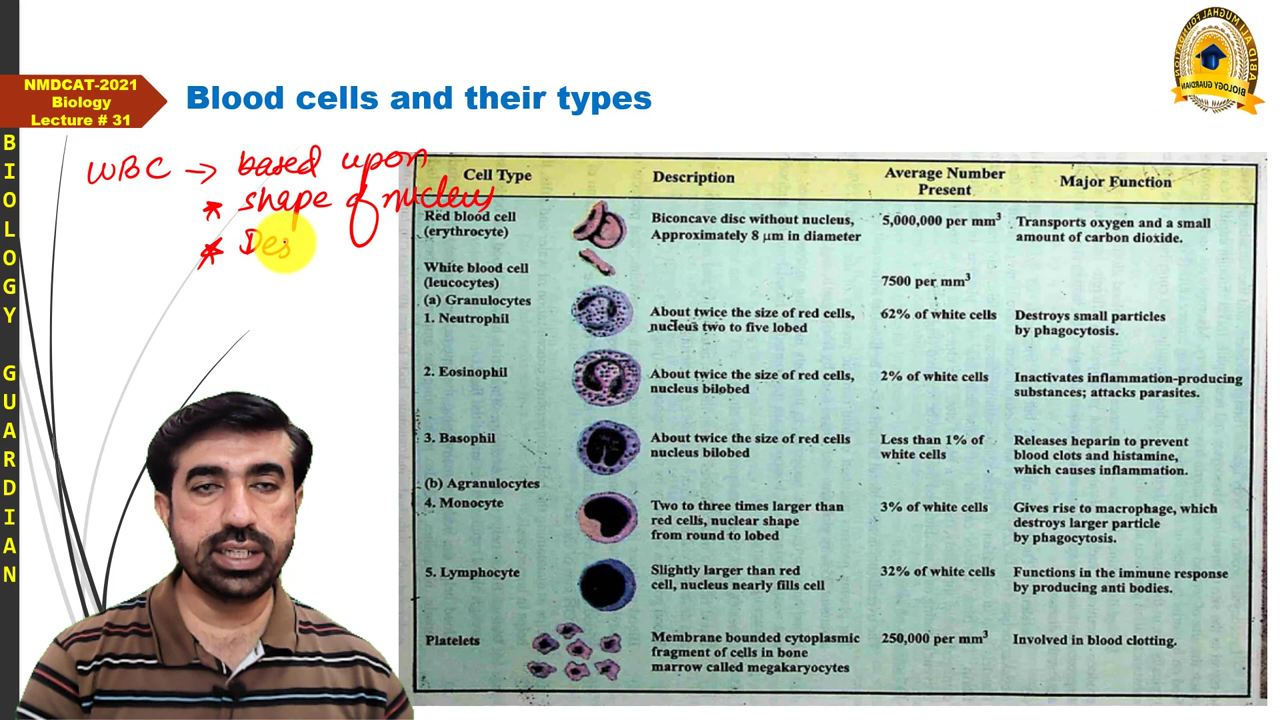 NMDCAT-2021
Biology
Lecture # 31
Blood cells and their types
BIOLOGY GUARDIAN
ABID ALI MUGHAL FOUNDATION
BIOLOGY GUARDIAN
WBC → based upon
* shape of nucleus
* Des
Cell Type Description Average Number Present Major Function
Red blood cell Biconcave disc without nucleus, 5,000,000 per mm³ Transports oxygen and a small
(erythrocyte) Approximately 8 µm in diameter amount of carbon dioxide.
White blood cell
(leucocytes) 7500 per mm³
(a) Granulocytes
1. Neutrophil About twice the size of red cells, 62% of white cells Destroys small particles
nucleus two to five lobed by phagocytosis.
2. Eosinophil About twice the size of red cells, 2% of white cells Inactivates inflammation-producing
nucleus bilobed substances; attacks parasites.
3. Basophil About twice the size of red cells Less than 1% of Releases heparin to prevent
nucleus bilobed white cells blood clots and histamine,
which causes inflammation.
(b) Agranulocytes
4. Monocyte Two to three times larger than 3% of white cells Gives rise to macrophage, which
red cells, nuclear shape destroys larger particle
from round to lobed by phagocytosis.
5. Lymphocyte Slightly larger than red 32% of white cells Functions in the immune response
cell, nucleus nearly fills cell by producing anti bodies.
Platelets Membrane bounded cytoplasmic 250,000 per mm³ Involved in blood clotting.
fragment of cells in bone
marrow called megakaryocytes